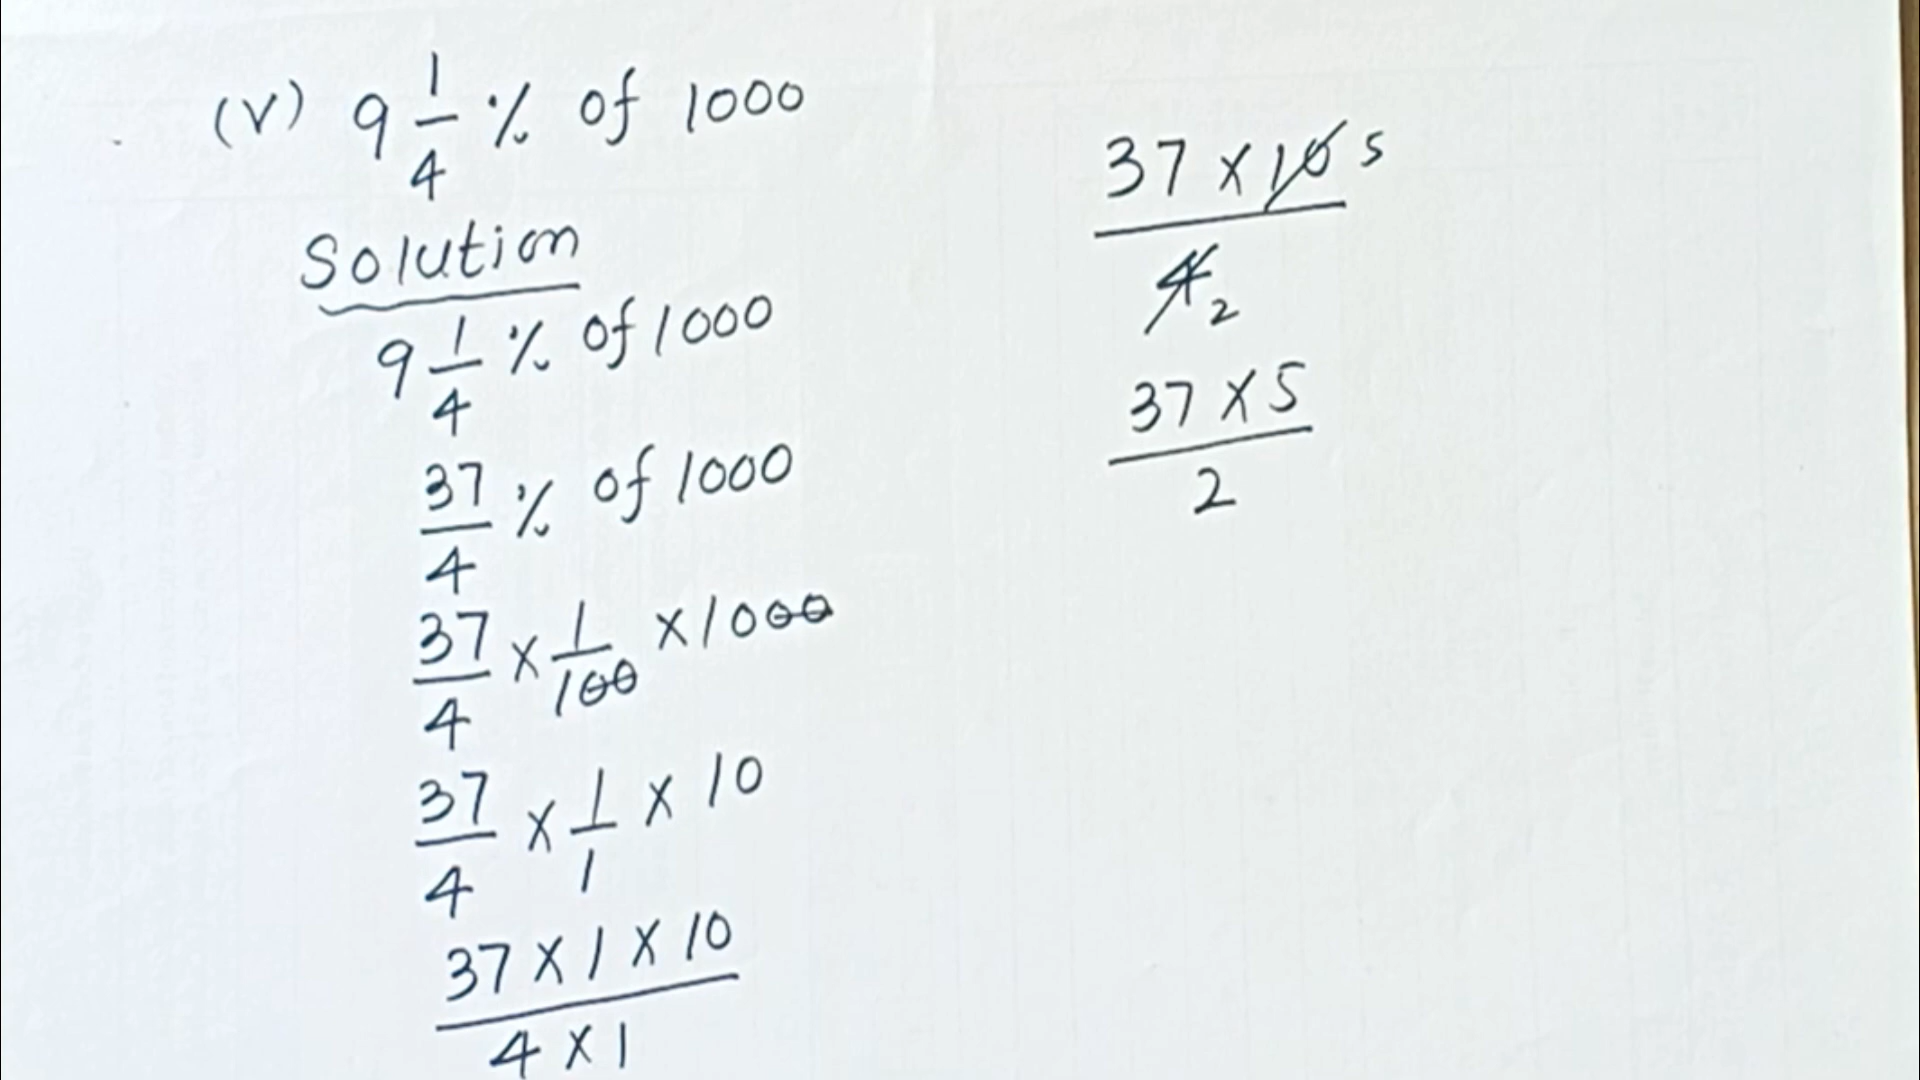 (V) 9 1/4 % of 1000
Solution
9 1/4 % of 1000
37/4 % of 1000
37/4 × 1/100 × 1000
37/4 × 1/1 × 10
37 × 1 × 10 / 4 × 1
37 × 10 5 / 4 2
37 × 5 / 2